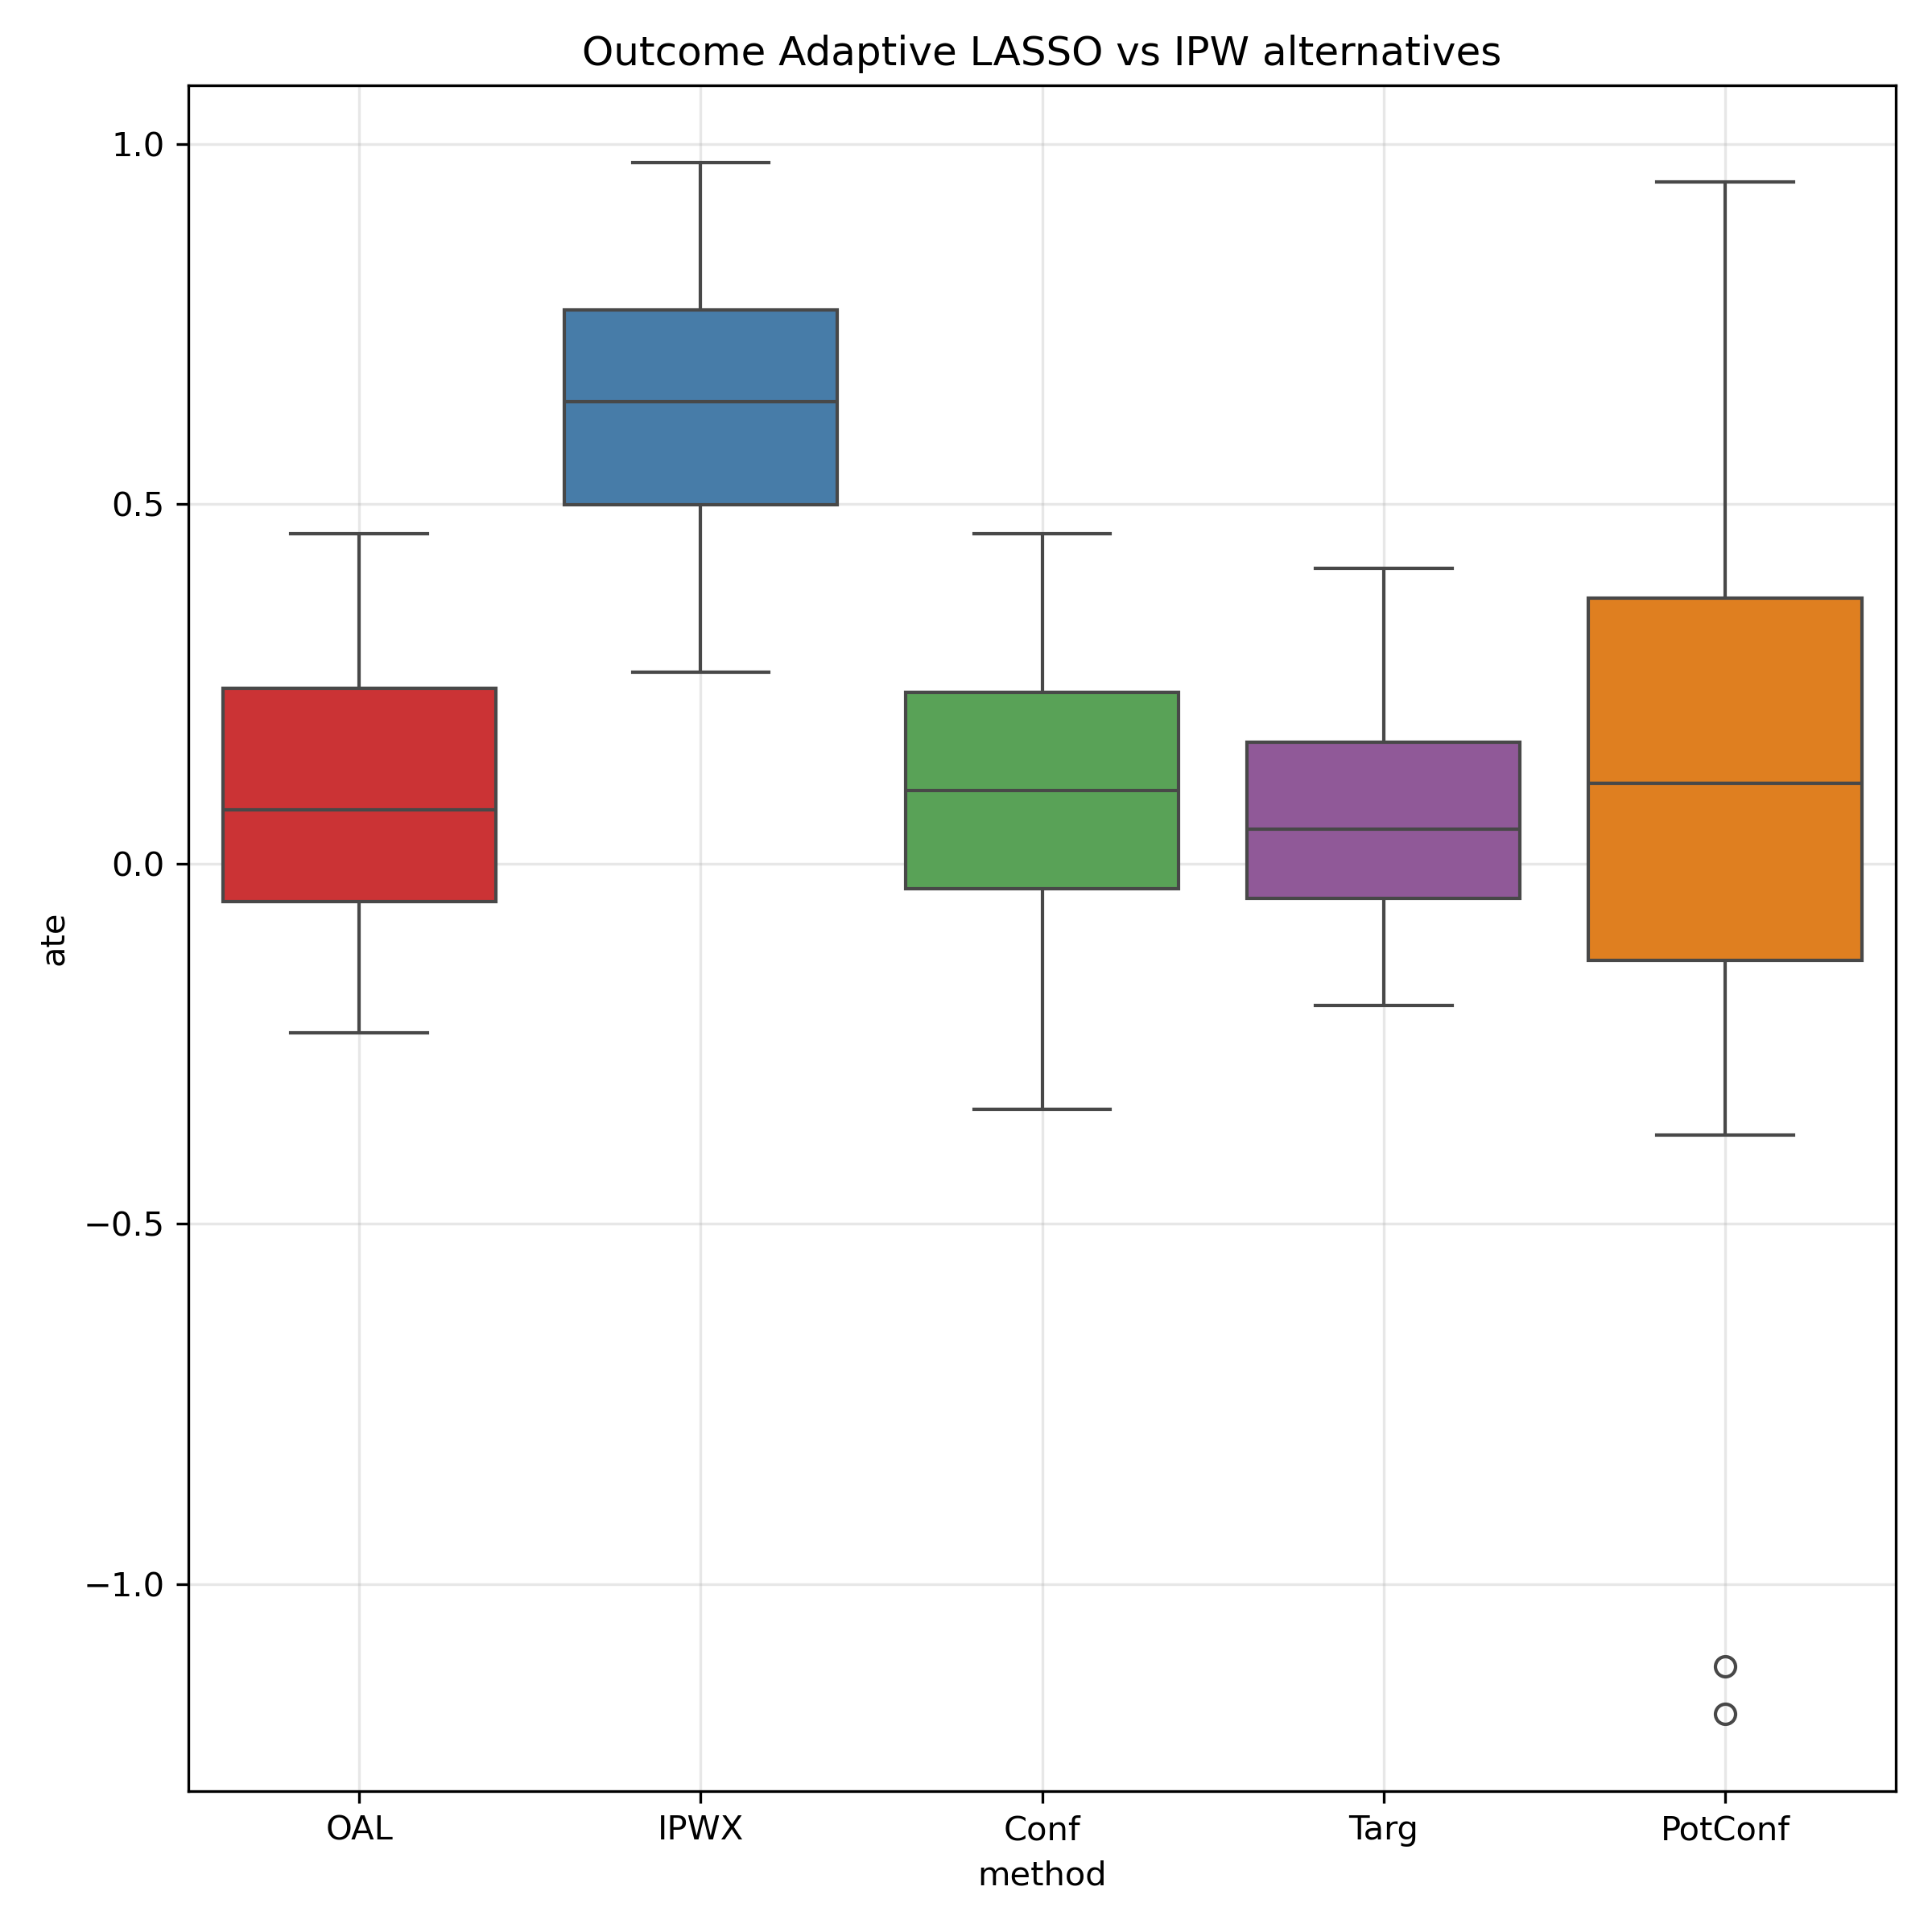 Outcome Adaptive LASSO vs IPW alternatives
1.0
0.5
0.0
−0.5
−1.0
ate
OAL IPWX Conf Targ PotConf
method